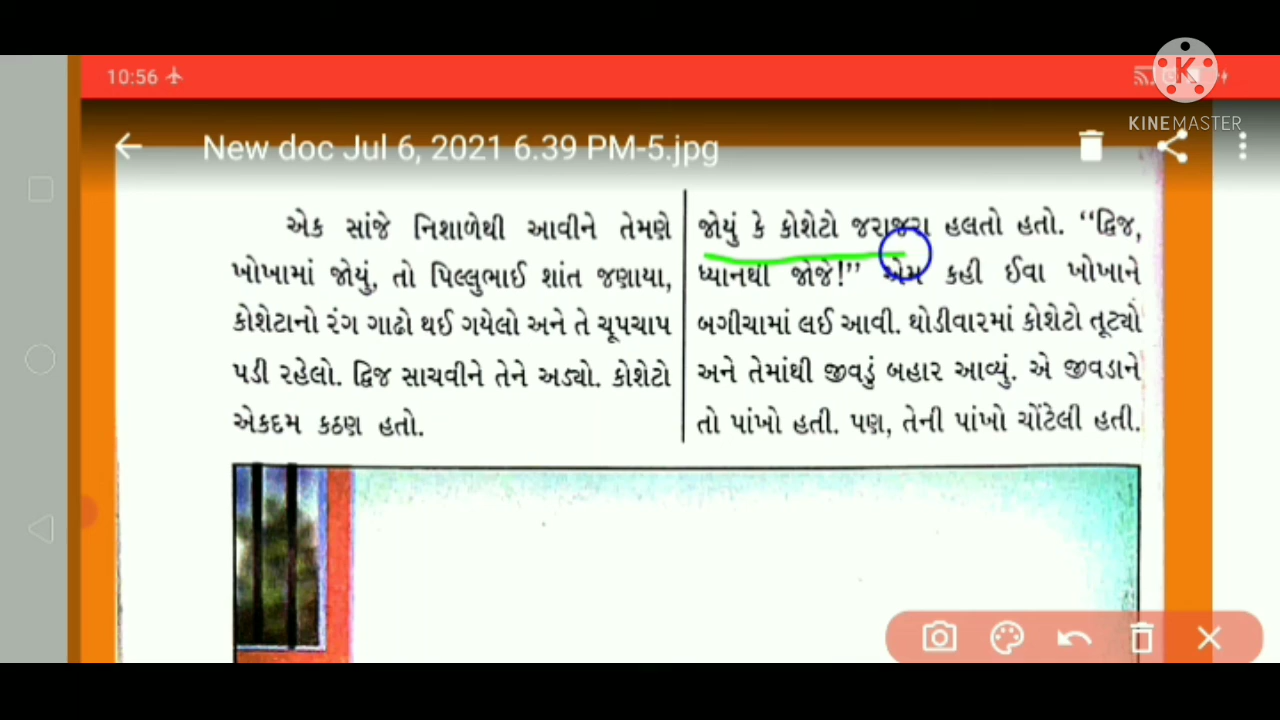 10:56
KINEMASTER
New doc Jul 6, 2021 6.39 PM-5.jpg
એક સાંજે નિશાળેથી આવીને તેમણે
ખોખામાં જોયું, તો પિલ્લુભાઈ શાંત જણાયા,
કોશેટાનો રંગ ગાઢો થઈ ગયેલો અને તે ચૂપચાપ
પડી રહેલો. દ્વિજ સાચવીને તેને અડ્યો. કોશેટો
એકદમ કઠણ હતો.
જોયું કે કોશેટો જરાજરા હલતો હતો. “દ્વિજ,
ધ્યાનથી જોજે!” એમ કહી ઈવા ખોખાને
બગીચામાં લઈ આવી. થોડીવારમાં કોશેટો તૂટ્યો
અને તેમાંથી જીવડું બહાર આવ્યું. એ જીવડાને
તો પાંખો હતી. પણ, તેની પાંખો ચોંટેલી હતી.